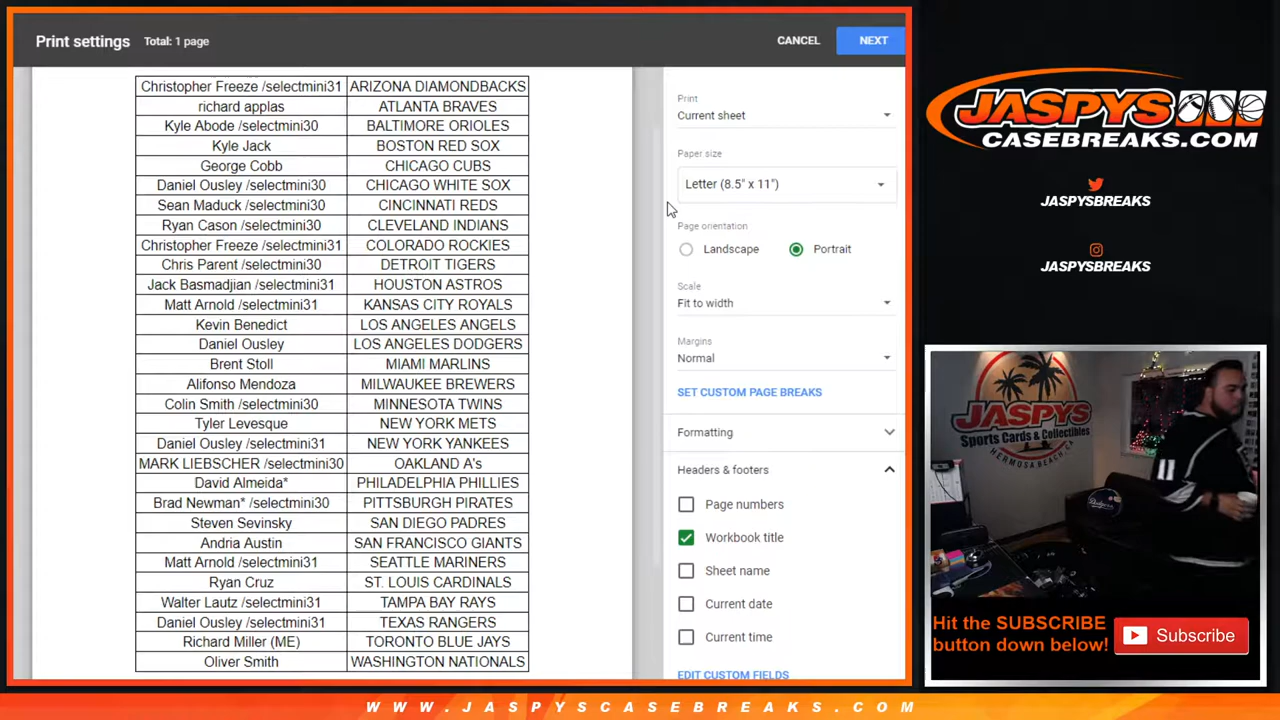 Print settings Total: 1 page CANCEL NEXT
Christopher Freeze /selectmini31 ARIZONA DIAMONDBACKS
richard applas ATLANTA BRAVES
Kyle Abode /selectmini30 BALTIMORE ORIOLES
Kyle Jack BOSTON RED SOX
George Cobb CHICAGO CUBS
Daniel Ousley /selectmini30 CHICAGO WHITE SOX
Sean Maduck /selectmini30 CINCINNATI REDS
Ryan Cason /selectmini30 CLEVELAND INDIANS
Christopher Freeze /selectmini31 COLORADO ROCKIES
Chris Parent /selectmini30 DETROIT TIGERS
Jack Basmadjian /selectmini31 HOUSTON ASTROS
Matt Arnold /selectmini31 KANSAS CITY ROYALS
Kevin Benedict LOS ANGELES ANGELS
Daniel Ousley LOS ANGELES DODGERS
Brent Stoll MIAMI MARLINS
Alifonso Mendoza MILWAUKEE BREWERS
Colin Smith /selectmini30 MINNESOTA TWINS
Tyler Levesque NEW YORK METS
Daniel Ousley /selectmini31 NEW YORK YANKEES
MARK LIEBSCHER /selectmini30 OAKLAND A's
David Almeida* PHILADELPHIA PHILLIES
Brad Newman* /selectmini30 PITTSBURGH PIRATES
Steven Sevinsky SAN DIEGO PADRES
Andria Austin SAN FRANCISCO GIANTS
Matt Arnold /selectmini31 SEATTLE MARINERS
Ryan Cruz ST. LOUIS CARDINALS
Walter Lautz /selectmini31 TAMPA BAY RAYS
Daniel Ousley /selectmini31 TEXAS RANGERS
Richard Miller (ME) TORONTO BLUE JAYS
Oliver Smith WASHINGTON NATIONALS
Print
Current sheet
Paper size
Letter (8.5" x 11")
Page orientation
Landscape Portrait
Scale
Fit to width
Margins
Normal
SET CUSTOM PAGE BREAKS
Formatting
Headers & footers
Page numbers
Workbook title
Sheet name
Current date
Current time
EDIT CUSTOM FIELDS
JASPYS
CASEBREAKS.COM
JASPYSBREAKS
JASPYSBREAKS
JASPYS
Sports Cards & Collectibles
HERMOSA BEACH, CA
Dodgers
11
Hit the SUBSCRIBE
button down below!
Subscribe
WWW.JASPYSCASEBREAKS.COM